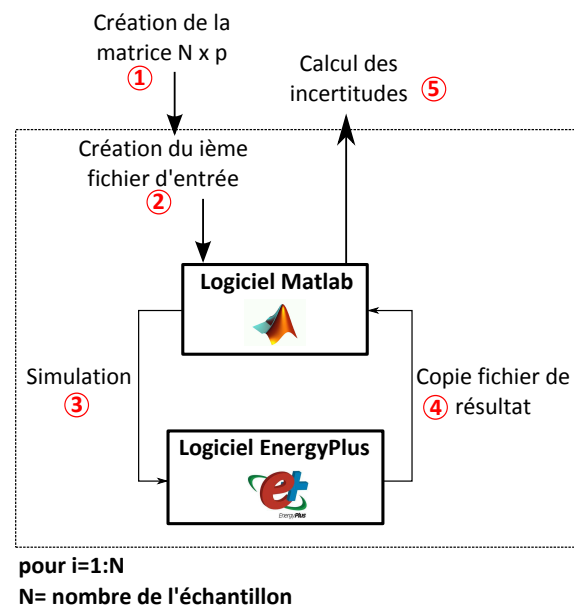 Création de la
matrice N x p
①
Calcul des
incertitudes ⑤
Création du ième
fichier d'entrée
②
Logiciel Matlab
Simulation
③
Copie fichier de
④ résultat
Logiciel EnergyPlus
e+
EnergyPlus
pour i=1:N
N= nombre de l'échantillon